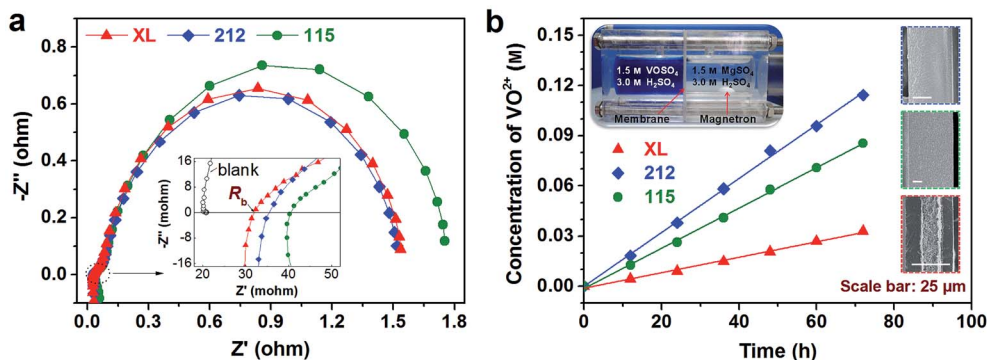 a
XL 212 115
-Z'' (ohm)
0.8
0.6
0.4
0.2
0.0
0.0 0.3 0.6 0.9 1.2 1.5 1.8
Z' (ohm)
blank
R_b
-Z'' (mohm)
16
8
0
-8
-16
20 30 40 50
Z' (mohm)
b
Concentration of VO²⁺ (M)
0.15
0.12
0.09
0.06
0.03
0.00
0 20 40 60 80 100
Time (h)
1.5 M VOSO₄
3.0 M H₂SO₄
1.5 M MgSO₄
3.0 M H₂SO₄
Membrane
Magnetron
XL
212
115
Scale bar: 25 μm